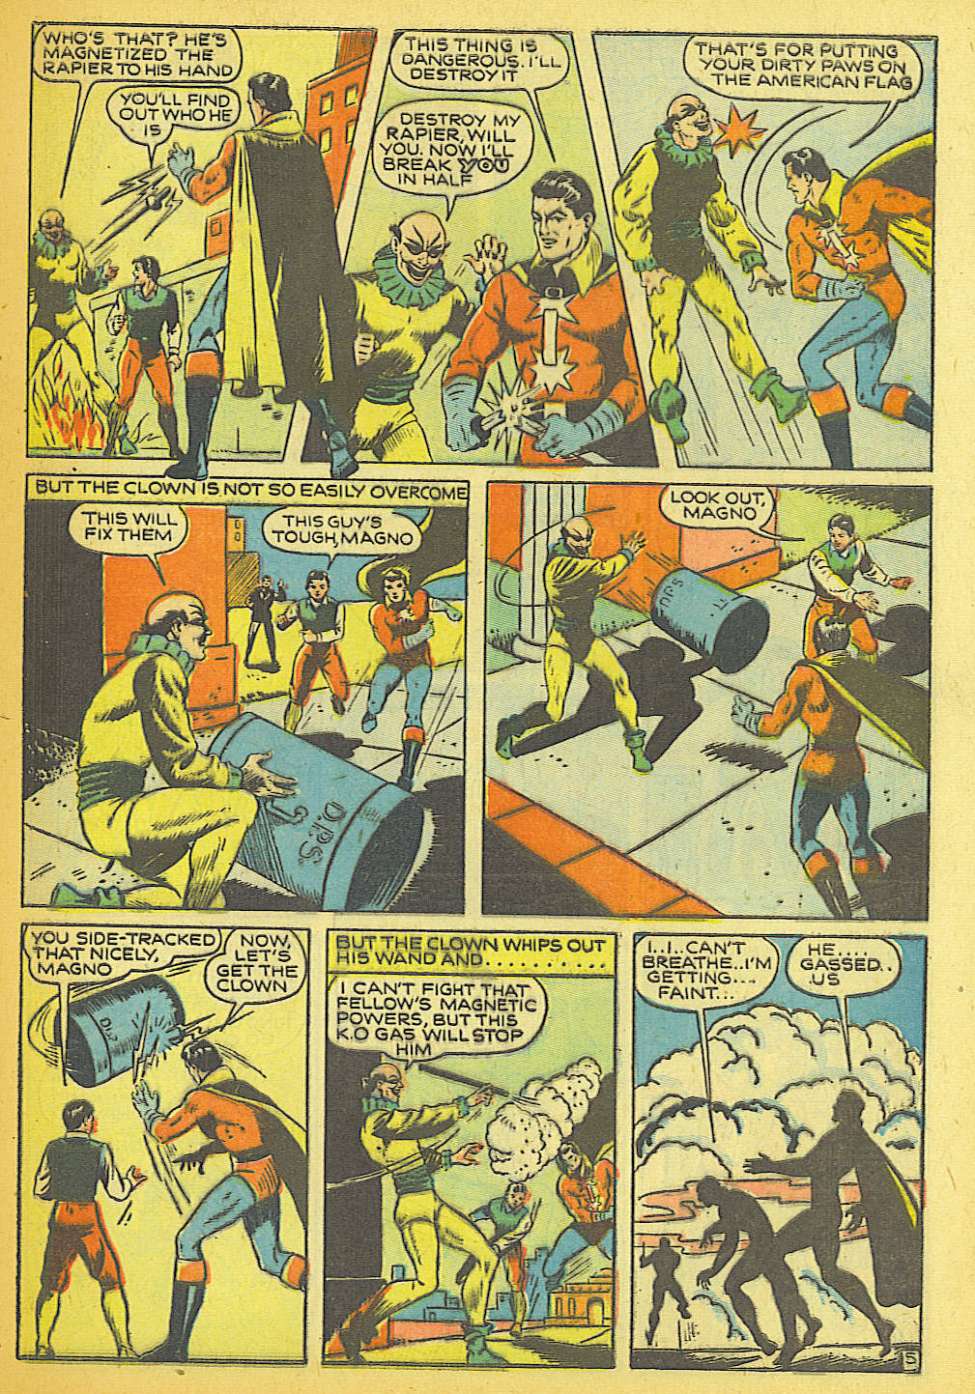 WHO'S THAT? HE'S
MAGNETIZED THE
RAPIER TO HIS HAND
YOU'LL FIND
OUT WHO HE
IS
THIS THING IS
DANGEROUS. I'LL
DESTROY IT
DESTROY MY
RAPIER, WILL
YOU. NOW I'LL
BREAK YOU
IN HALF
THAT'S FOR PUTTING
YOUR DIRTY PAWS ON
THE AMERICAN FLAG
BUT THE CLOWN IS NOT SO EASILY OVERCOME
THIS WILL
FIX THEM
THIS GUY'S
TOUGH, MAGNO
D.P.S.
LOOK OUT,
MAGNO
D.P.S
YOU SIDE-TRACKED
THAT NICELY,
MAGNO
NOW,
LET'S
GET THE
CLOWN
BUT THE CLOWN WHIPS OUT
HIS WAND AND..........
I CAN'T FIGHT THAT
FELLOW'S MAGNETIC
POWERS, BUT THIS
K.O GAS WILL STOP
HIM
I..I..CAN'T
BREATHE..I'M
GETTING...
FAINT...
HE....
GASSED..
US
5